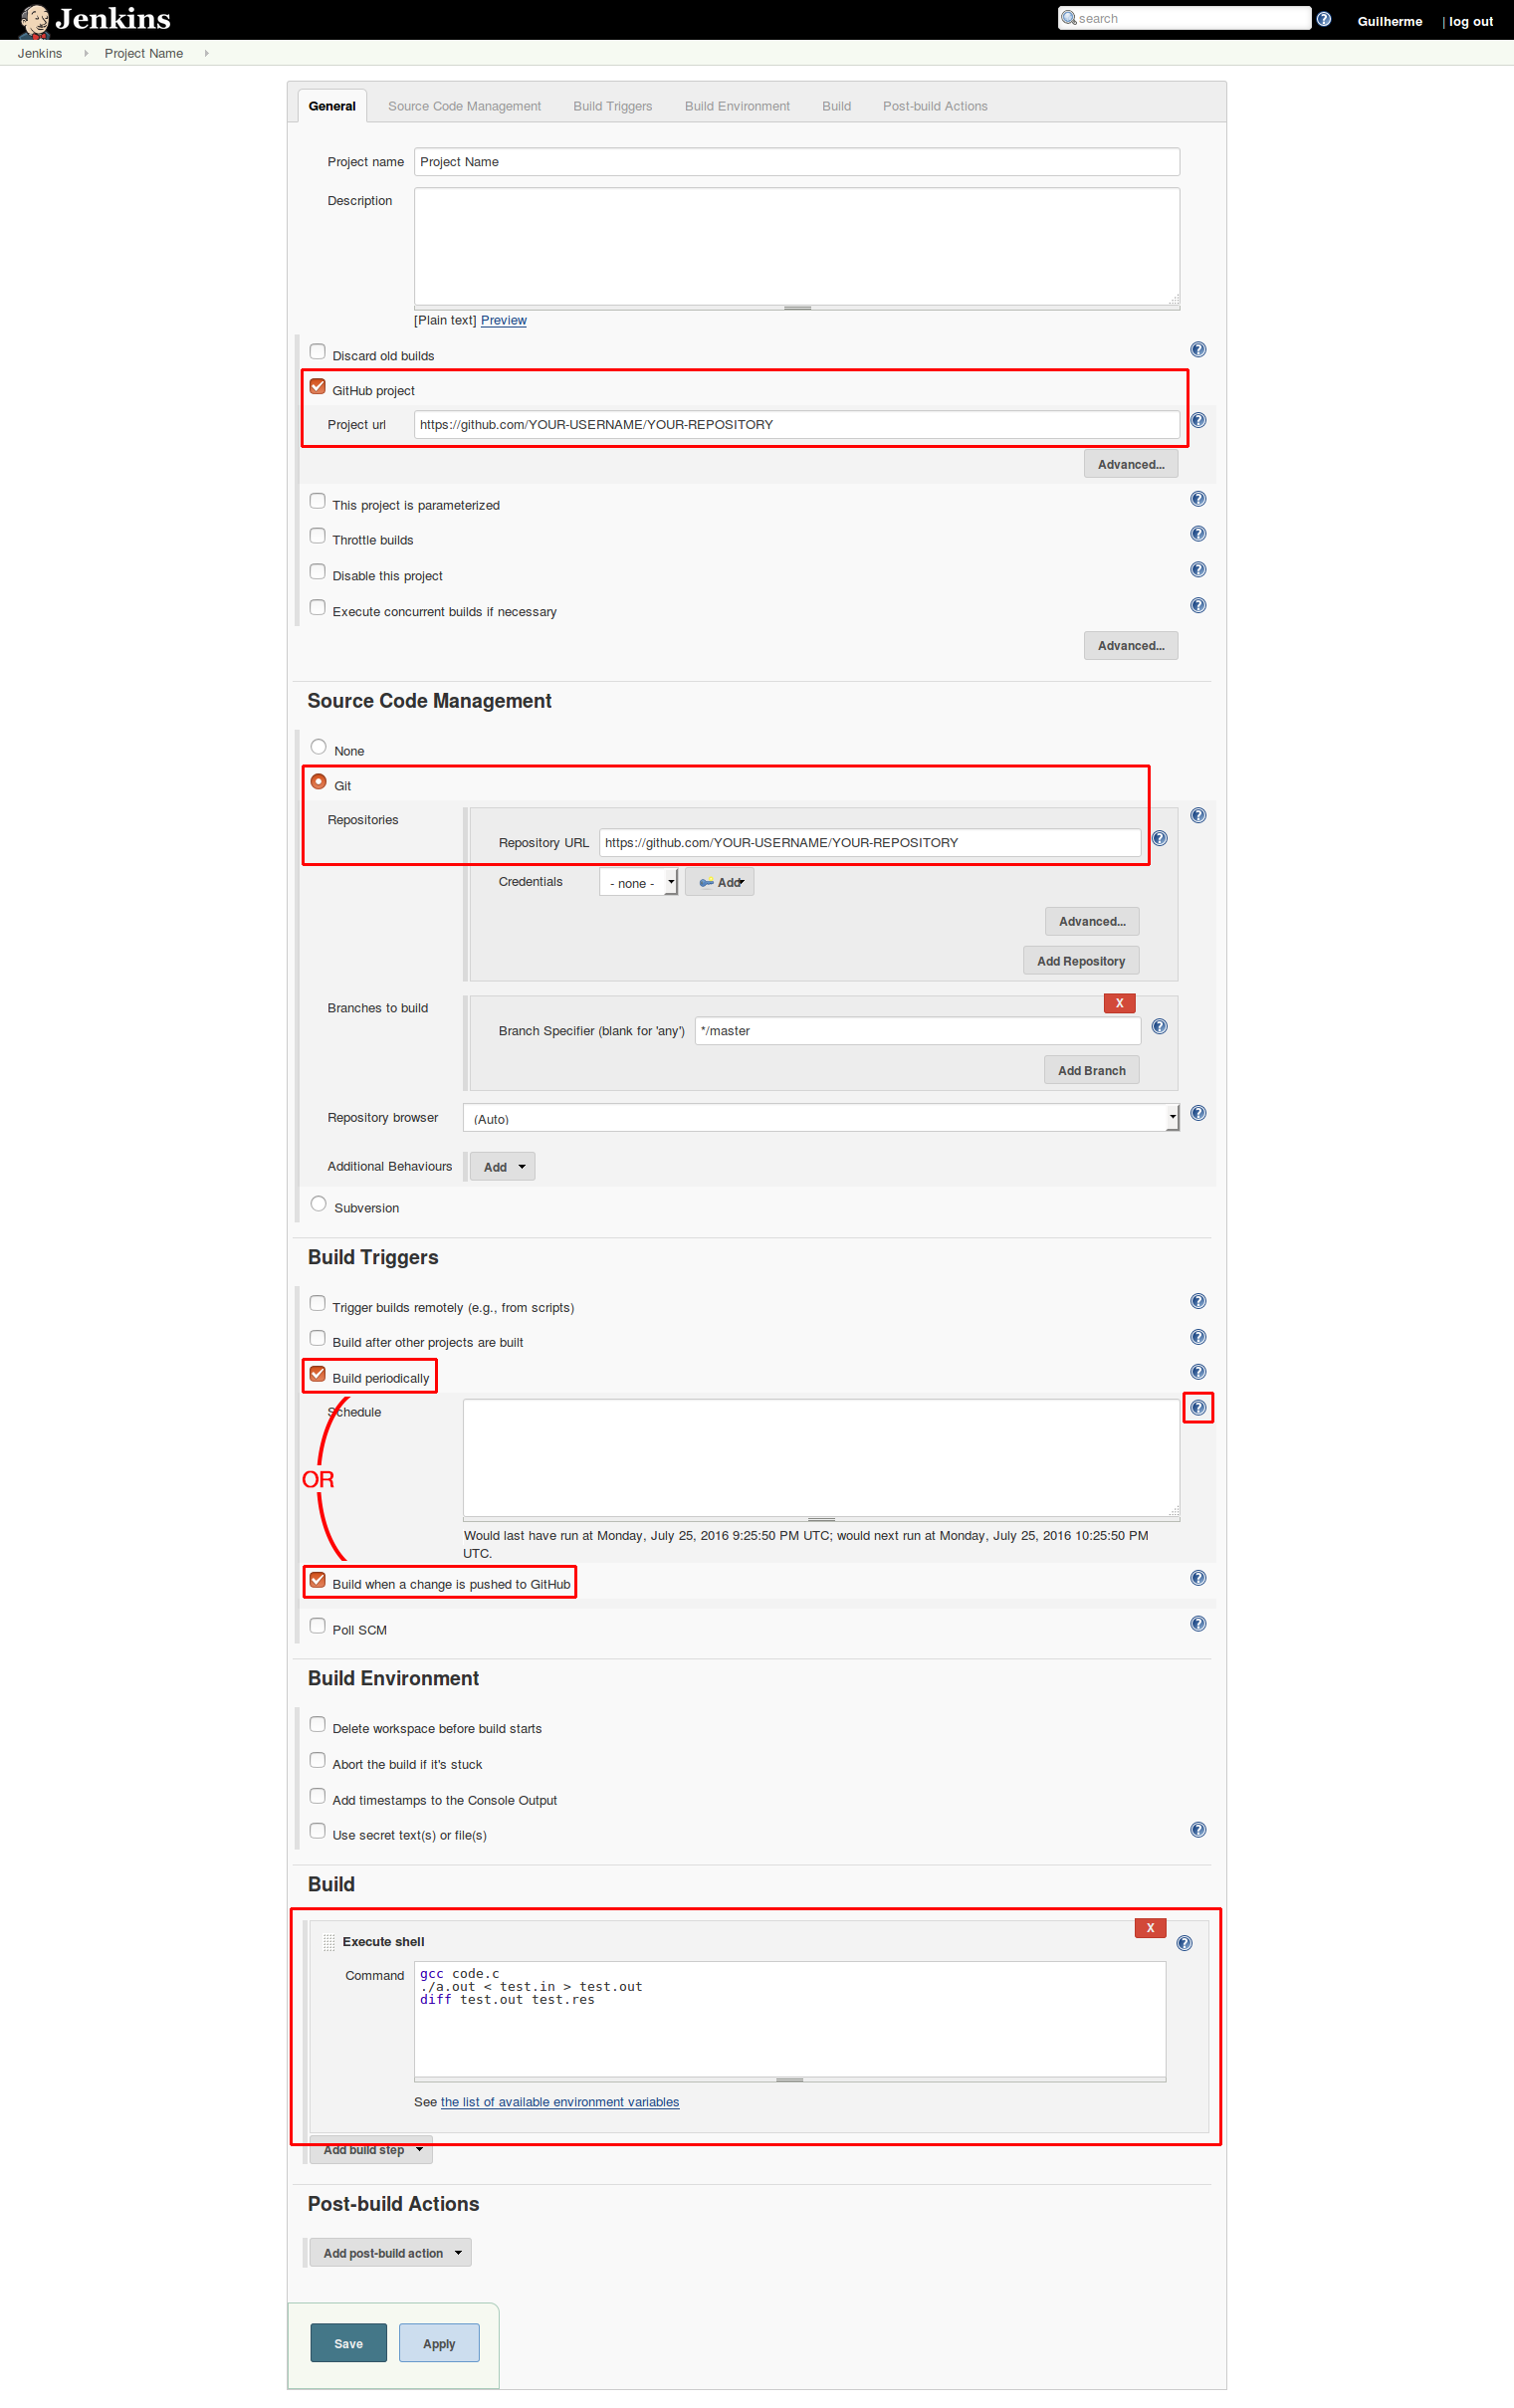 Jenkins
search
Guilherme
| log out
Jenkins
Project Name
General
Source Code Management
Build Triggers
Build Environment
Build
Post-build Actions
Project name
Project Name
Description
[Plain text] Preview
Discard old builds
GitHub project
Project url
https://github.com/YOUR-USERNAME/YOUR-REPOSITORY
Advanced...
This project is parameterized
Throttle builds
Disable this project
Execute concurrent builds if necessary
Advanced...
Source Code Management
None
Git
Repositories
Repository URL
https://github.com/YOUR-USERNAME/YOUR-REPOSITORY
Credentials
- none -
Add
Advanced...
Add Repository
Branches to build
X
Branch Specifier (blank for 'any')
*/master
Add Branch
Repository browser
(Auto)
Additional Behaviours
Add
Subversion
Build Triggers
Trigger builds remotely (e.g., from scripts)
Build after other projects are built
Build periodically
Schedule
OR
Would last have run at Monday, July 25, 2016 9:25:50 PM UTC; would next run at Monday, July 25, 2016 10:25:50 PM
UTC.
Build when a change is pushed to GitHub
Poll SCM
Build Environment
Delete workspace before build starts
Abort the build if it's stuck
Add timestamps to the Console Output
Use secret text(s) or file(s)
Build
X
Execute shell
Command
gcc code.c
./a.out < test.in > test.out
diff test.out test.res
See the list of available environment variables
Add build step
Post-build Actions
Add post-build action
Save
Apply